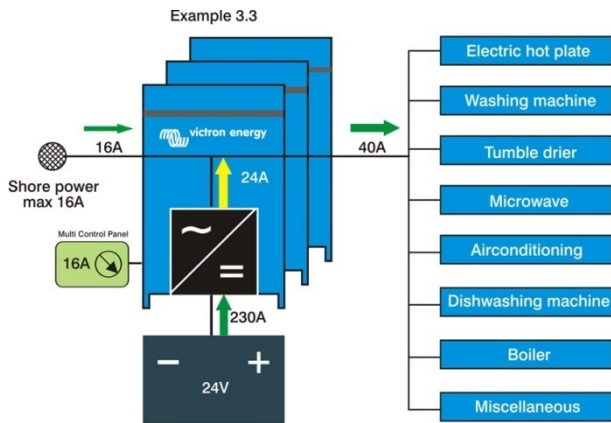 Example 3.3
victron energy
16A
40A
24A
Shore power
max 16A
Multi Control Panel
16A
~
=
230A
− +
24V
Electric hot plate
Washing machine
Tumble drier
Microwave
Airconditioning
Dishwashing machine
Boiler
Miscellaneous